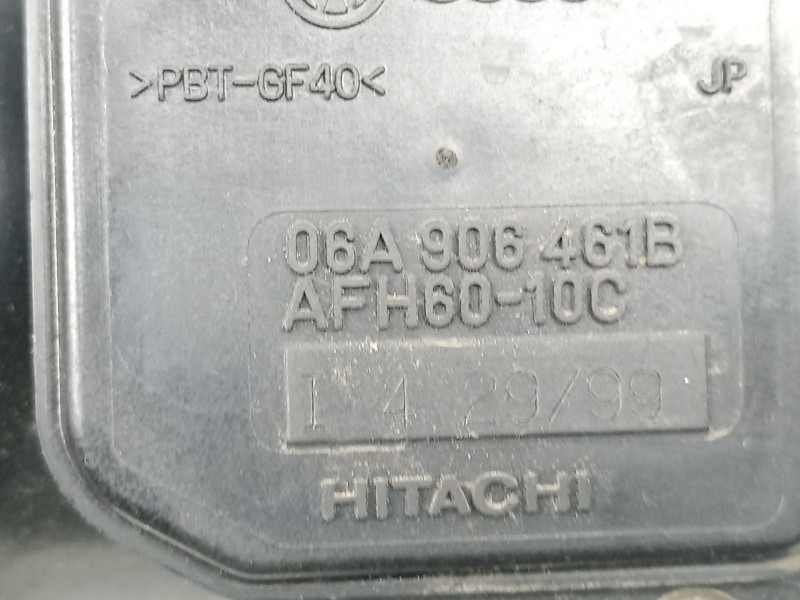 >PBT-GF40<
JP
06A 906 461B
AFH60-10C
I 4 29/99
HITACHI